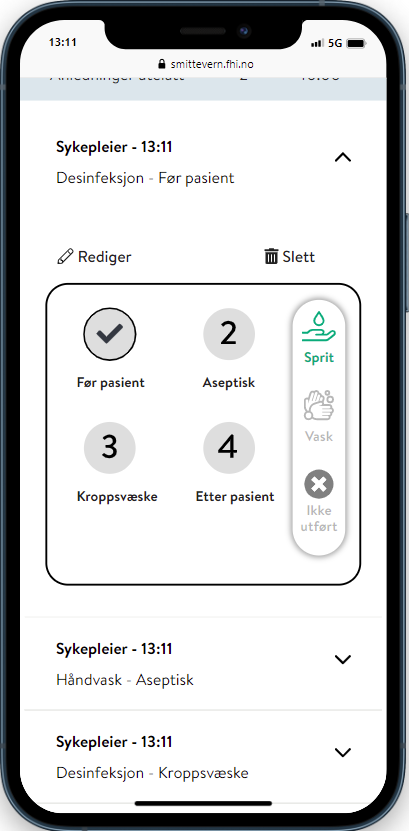 13:11
5G
smittevern.fhi.no
Anledninger utelatt 2
Sykepleier - 13:11
Desinfeksjon - Før pasient
Rediger Slett
2
Sprit
Før pasient Aseptisk
Vask
3 4
Kroppsvæske Etter pasient
Ikke
utført
Sykepleier - 13:11
Håndvask - Aseptisk
Sykepleier - 13:11
Desinfeksjon - Kroppsvæske